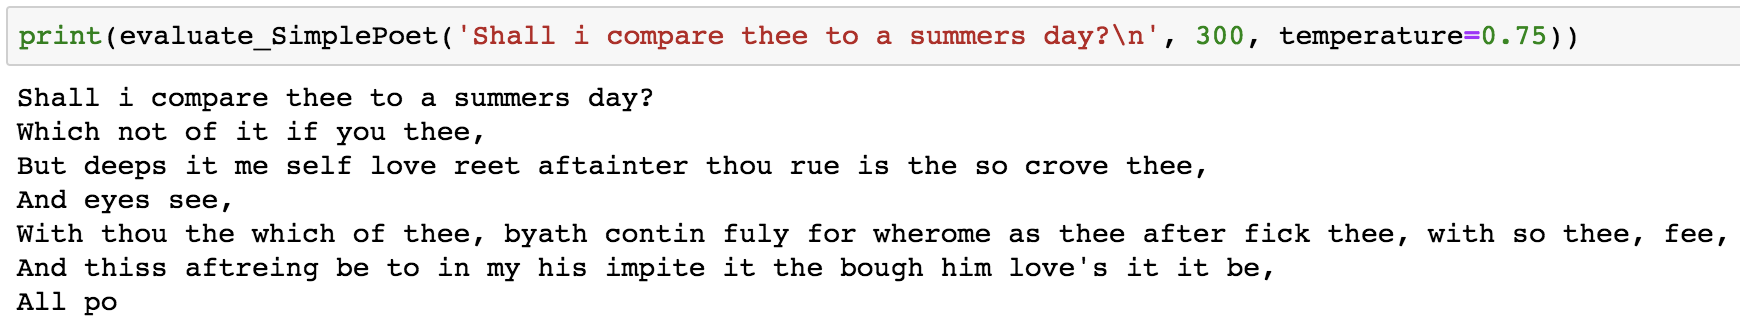 print(evaluate_SimplePoet('Shall i compare thee to a summers day?\n', 300, temperature=0.75))
Shall i compare thee to a summers day?
Which not of it if you thee,
But deeps it me self love reet aftainter thou rue is the so crove thee,
And eyes see,
With thou the which of thee, byath contin fuly for wherome as thee after fick thee, with so thee, fee,
And thiss aftreing be to in my his impite it the bough him love's it it be,
All po